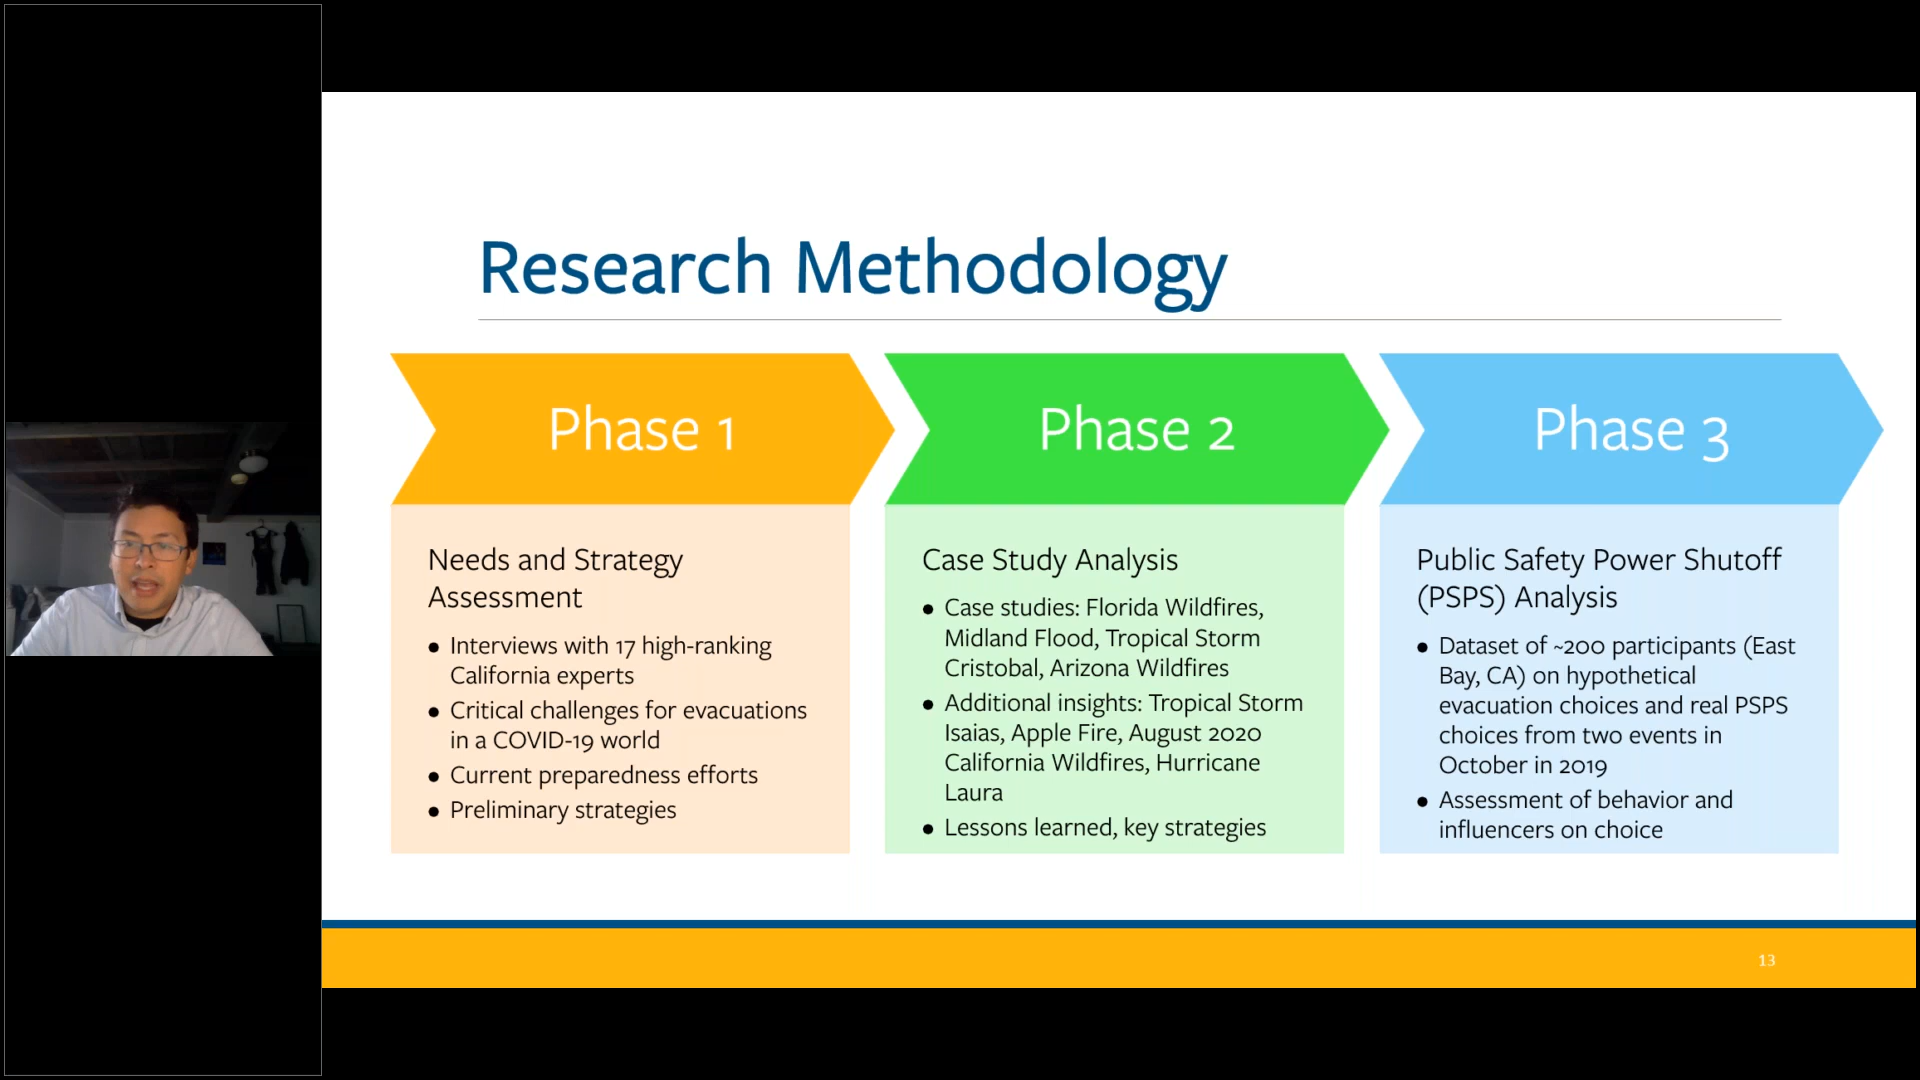 Research Methodology
Phase 1
Phase 2
Phase 3
Needs and Strategy
Assessment
• Interviews with 17 high-ranking
California experts
• Critical challenges for evacuations
in a COVID-19 world
• Current preparedness efforts
• Preliminary strategies
Case Study Analysis
• Case studies: Florida Wildfires,
Midland Flood, Tropical Storm
Cristobal, Arizona Wildfires
• Additional insights: Tropical Storm
Isaias, Apple Fire, August 2020
California Wildfires, Hurricane
Laura
• Lessons learned, key strategies
Public Safety Power Shutoff
(PSPS) Analysis
• Dataset of ~200 participants (East
Bay, CA) on hypothetical
evacuation choices and real PSPS
choices from two events in
October in 2019
• Assessment of behavior and
influencers on choice
13